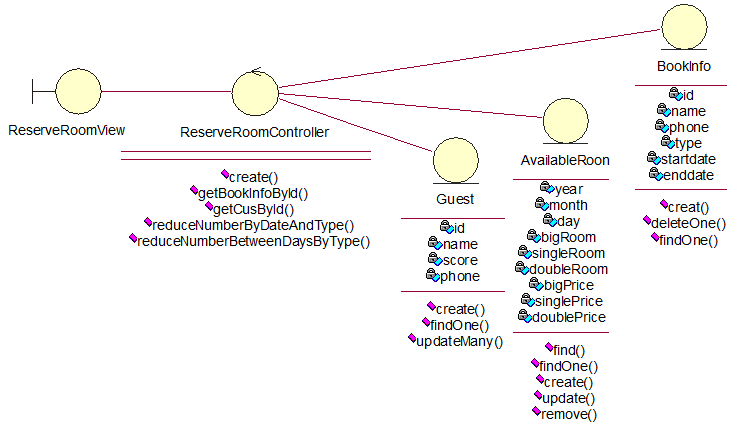 ReserveRoomView
ReserveRoomController
create()
getBookInfoById()
getCusById()
reduceNumberByDateAndType()
reduceNumberBetweenDaysByType()
Guest
id
name
score
phone
create()
findOne()
updateMany()
AvailableRoon
year
month
day
bigRoom
singleRoom
doubleRoom
bigPrice
singlePrice
doublePrice
find()
findOne()
create()
update()
remove()
BookInfo
id
name
phone
type
startdate
enddate
creat()
deleteOne()
findOne()